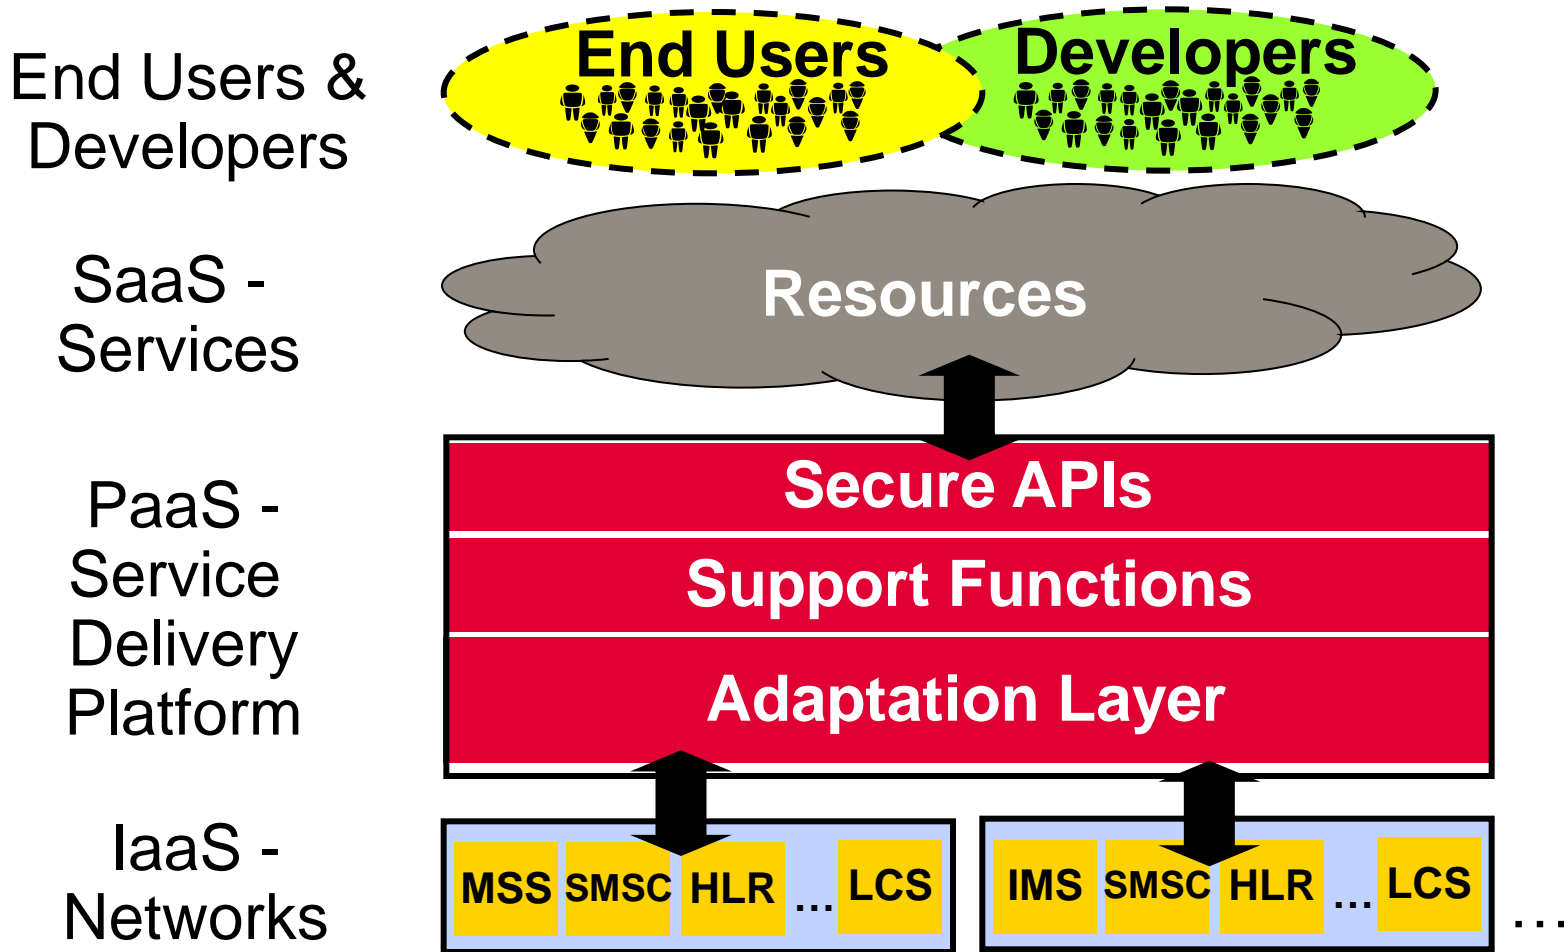 End Users &
Developers
End Users
Developers
SaaS -
Services
Resources
PaaS -
Service
Delivery
Platform
Secure APIs
Support Functions
Adaptation Layer
IaaS -
Networks
MSS SMSC HLR ... LCS
IMS SMSC HLR ... LCS
...